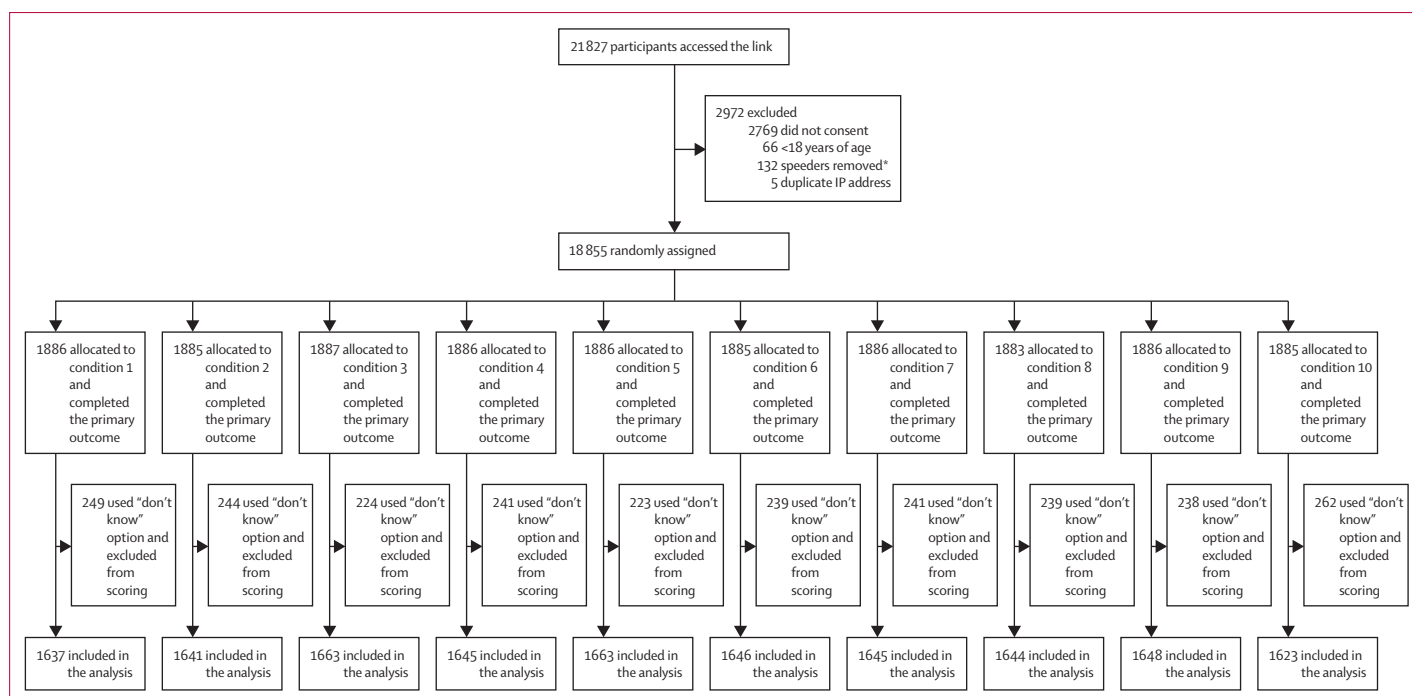 21 827 participants accessed the link
2972 excluded
2769 did not consent
66 <18 years of age
132 speeders removed*
5 duplicate IP address
18 855 randomly assigned
1886 allocated to
condition 1
and
completed
the primary
outcome
1885 allocated to
condition 2
and
completed
the primary
outcome
1887 allocated to
condition 3
and
completed
the primary
outcome
1886 allocated to
condition 4
and
completed
the primary
outcome
1886 allocated to
condition 5
and
completed
the primary
outcome
1885 allocated to
condition 6
and
completed
the primary
outcome
1886 allocated to
condition 7
and
completed
the primary
outcome
1883 allocated to
condition 8
and
completed
the primary
outcome
1886 allocated to
condition 9
and
completed
the primary
outcome
1885 allocated to
condition 10
and
completed
the primary
outcome
249 used “don’t
know”
option and
excluded
from
scoring
244 used “don’t
know”
option and
excluded
from
scoring
224 used “don’t
know”
option and
excluded
from
scoring
241 used “don’t
know”
option and
excluded
from
scoring
223 used “don’t
know”
option and
excluded
from
scoring
239 used “don’t
know”
option and
excluded
from
scoring
241 used “don’t
know”
option and
excluded
from
scoring
239 used “don’t
know”
option and
excluded
from
scoring
238 used “don’t
know”
option and
excluded
from
scoring
262 used “don’t
know”
option and
excluded
from
scoring
1637 included in
the analysis
1641 included in
the analysis
1663 included in
the analysis
1645 included in
the analysis
1663 included in
the analysis
1646 included in
the analysis
1645 included in
the analysis
1644 included in
the analysis
1648 included in
the analysis
1623 included in
the analysis